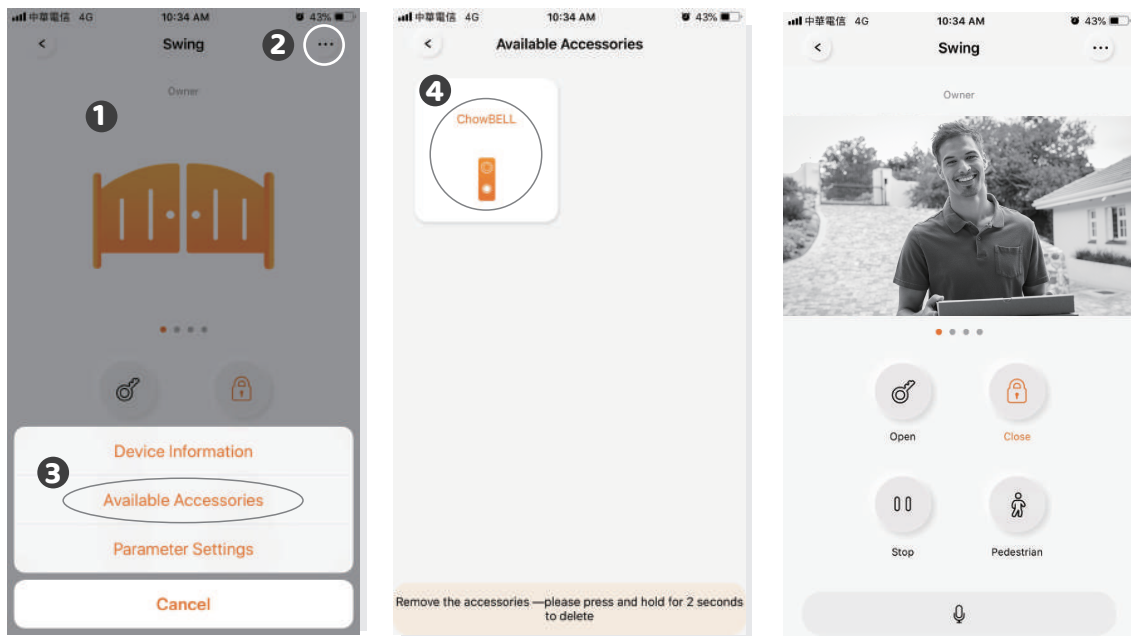 中華電信 4G 10:34 AM 43%
Swing
2
Owner
1
3
Device Information
Available Accessories
Parameter Settings
Cancel
中華電信 4G 10:34 AM 43%
Available Accessories
4
ChowBELL
Remove the accessories —please press and hold for 2 seconds
to delete
中華電信 4G 10:34 AM 43%
Swing
Owner
Open Close
Stop Pedestrian